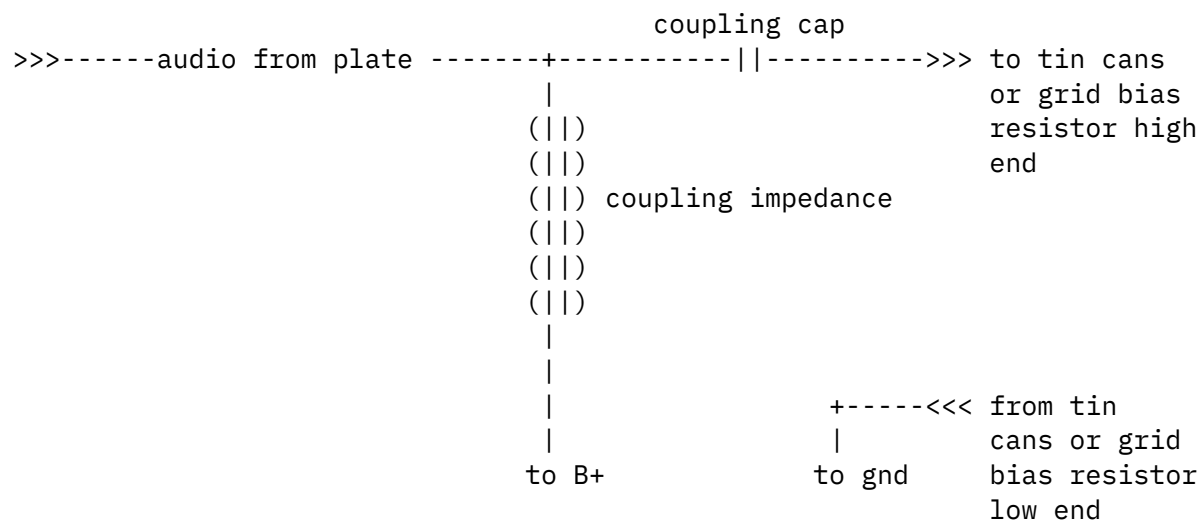 coupling cap
>>>------audio from plate -------+------------||---------->>> to tin cans
                                 |                            or grid bias
                               (||)                           resistor high
                               (||)                           end
                               (||) coupling impedance
                               (||)
                               (||)
                               (||)
                                 |
                                 |
                                 |                 +-----<<< from tin
                                 |                 |         cans or grid
                               to B+            to gnd       bias resistor
                                                             low end